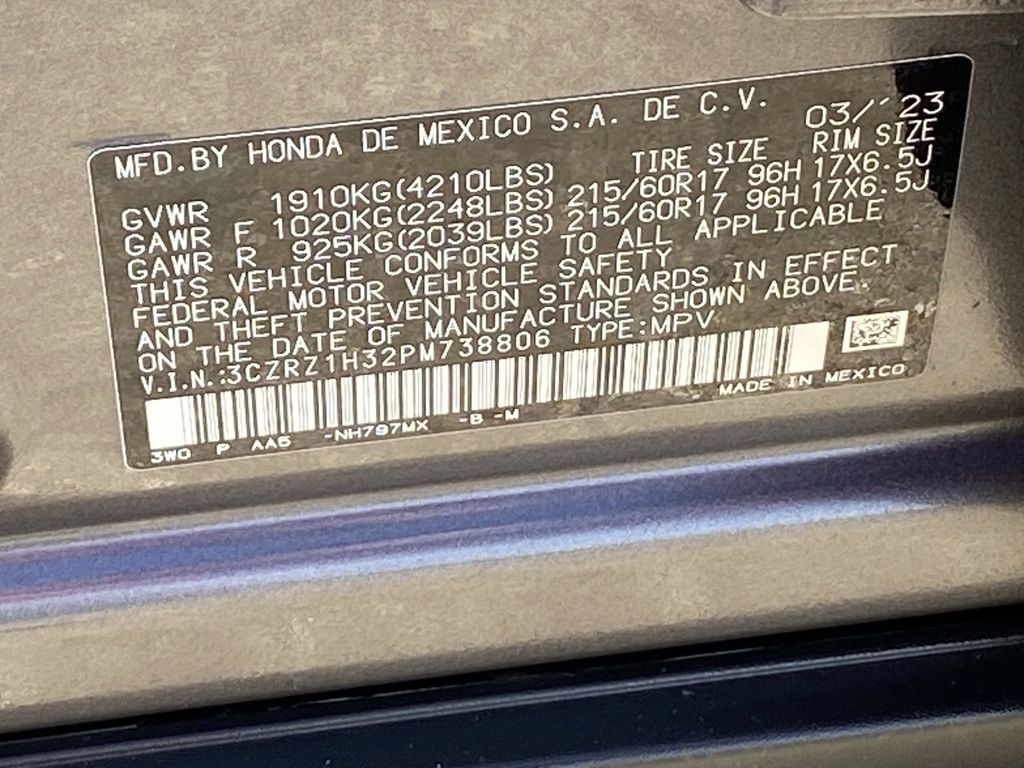 MFD.BY HONDA DE MEXICO S.A. DE C.V. 03/´23
TIRE SIZE RIM SIZE
GVWR 1910KG(4210LBS)
GAWR F 1020KG(2248LBS) 215/60R17 96H 17X6.5J
GAWR R 925KG(2039LBS) 215/60R17 96H 17X6.5J
THIS VEHICLE CONFORMS TO ALL APPLICABLE
FEDERAL MOTOR VEHICLE SAFETY
AND THEFT PREVENTION STANDARDS IN EFFECT
ON THE DATE OF MANUFACTURE SHOWN ABOVE.
V.I.N.:3CZRZ1H32PM738806 TYPE:MPV
3W0 P AA6 -NH797MX -B -M MADE IN MEXICO